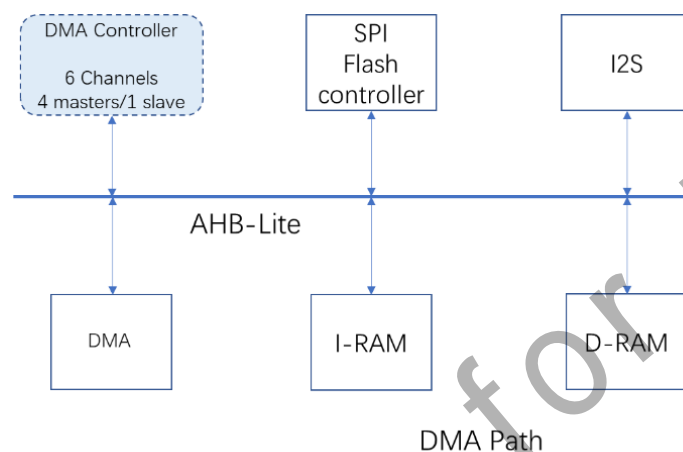 DMA Controller
6 Channels
4 masters/1 slave
SPI
Flash
controller
I2S
AHB-Lite
DMA
I-RAM
D-RAM
for
DMA Path